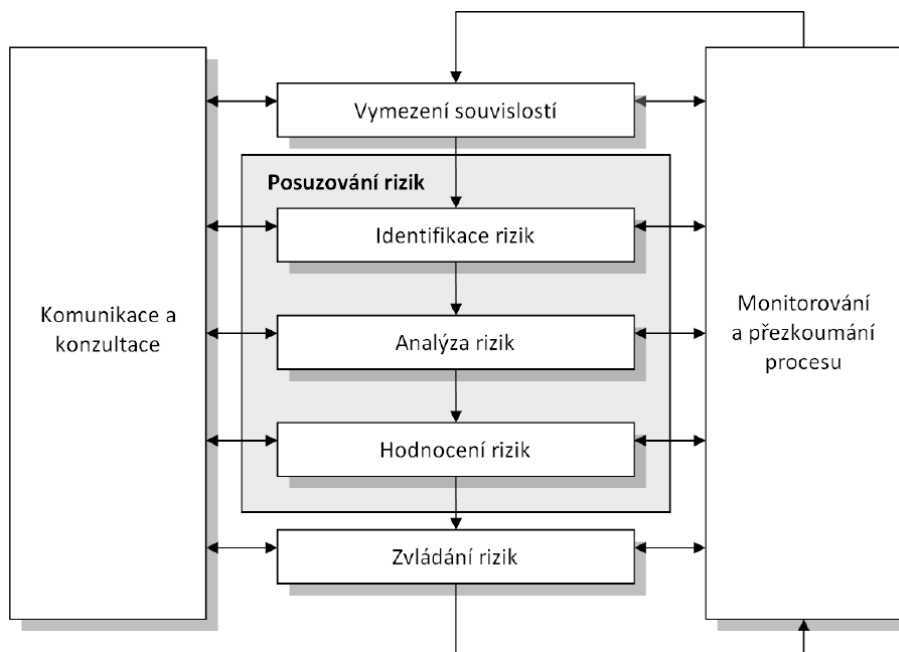 Vymezení souvislostí
Posuzování rizik
Identifikace rizik
Komunikace a
konzultace
Analýza rizik
Monitorování
a přezkoumání
procesu
Hodnocení rizik
Zvládání rizik